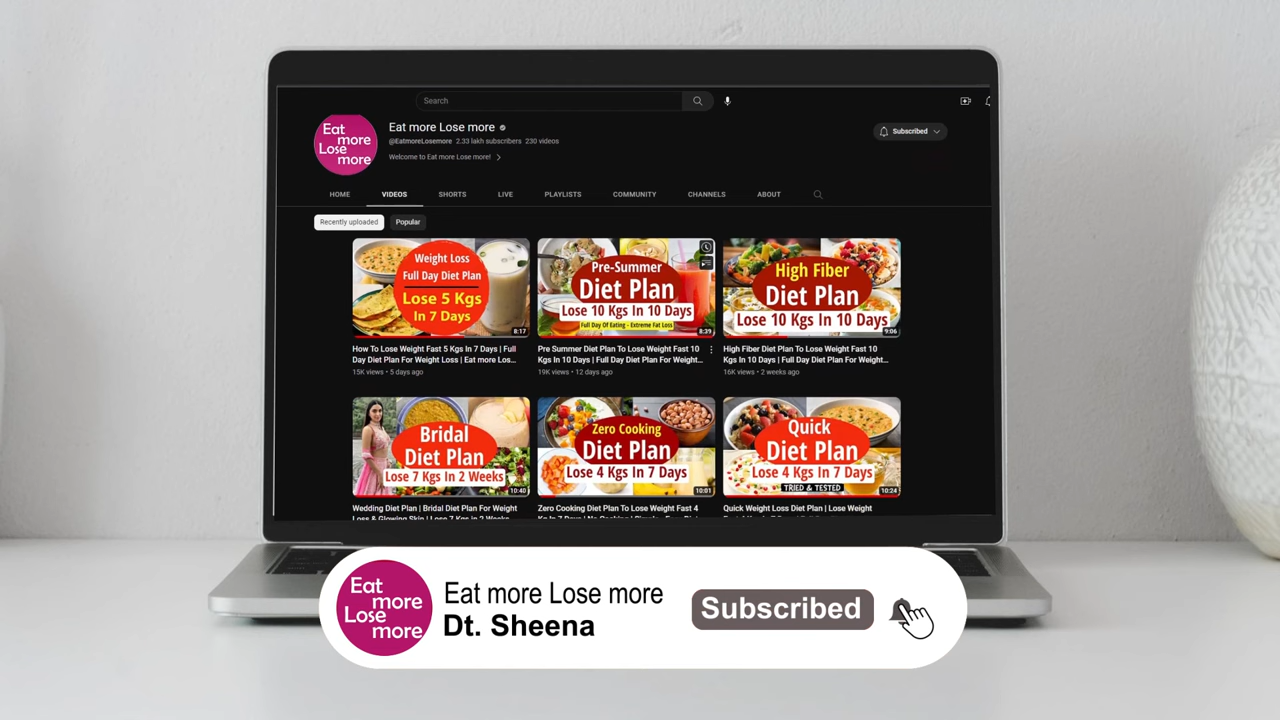 Search
Eat more Lose more
@EatmoreLosemore 2.33 lakh subscribers 230 videos
Welcome to Eat more Lose more!
Subscribed
Eat
more
Lose
more
HOME VIDEOS SHORTS LIVE PLAYLISTS COMMUNITY CHANNELS ABOUT
Recently uploaded Popular
Weight Loss
Full Day Diet Plan
Lose 5 Kgs
In 7 Days
8:17
Pre-Summer
Diet Plan
Lose 10 Kgs In 10 Days
Full Day Of Eating - Extreme Fat Loss
8:39
High Fiber
Diet Plan
Lose 10 Kgs In 10 Days
9:06
How To Lose Weight Fast 5 Kgs In 7 Days | Full
Day Diet Plan For Weight Loss | Eat more Los...
15K views • 5 days ago
Pre Summer Diet Plan To Lose Weight Fast 10
Kgs In 10 Days | Full Day Diet Plan For Weight...
19K views • 12 days ago
High Fiber Diet Plan To Lose Weight Fast 10
Kgs In 10 Days | Full Day Diet Plan For Weight...
16K views • 2 weeks ago
Bridal
Diet Plan
Lose 7 Kgs In 2 Weeks
10:40
Zero Cooking
Diet Plan
Lose 4 Kgs In 7 Days
10:01
Quick
Diet Plan
Lose 4 Kgs In 7 Days
TRIED & TESTED
10:24
Wedding Diet Plan | Bridal Diet Plan For Weight
Loss & Glowing Skin | Lose 7 Kgs in 2 Weeks
Zero Cooking Diet Plan To Lose Weight Fast 4
Quick Weight Loss Diet Plan | Lose Weight
Eat
more
Lose
more
Eat more Lose more
Dt. Sheena
Subscribed